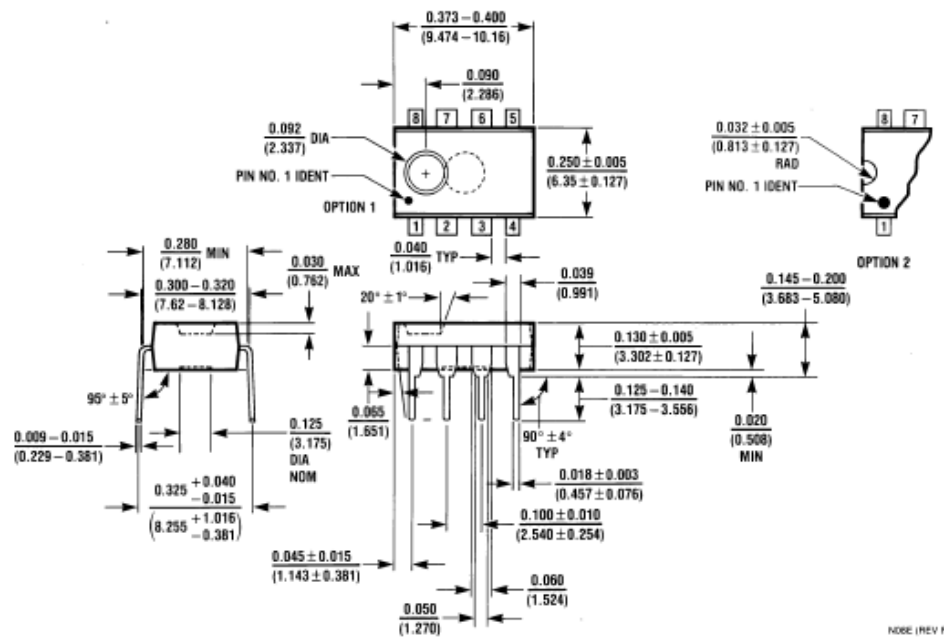 0.373 – 0.400
(9.474 – 10.16)
0.090
(2.286)
8 7 6 5
0.092 DIA
(2.337)
PIN NO. 1 IDENT
OPTION 1
1 2 3 4
0.250 ± 0.005
(6.35 ± 0.127)
8 7
0.032 ± 0.005
(0.813 ± 0.127)
RAD
PIN NO. 1 IDENT
1
OPTION 2
0.280 MIN
(7.112)
0.300 – 0.320
(7.62 – 8.128)
0.030 MAX
(0.762)
0.040 TYP
(1.016)
0.039
(0.991)
20° ± 1°
0.145 – 0.200
(3.683 – 5.080)
0.130 ± 0.005
(3.302 ± 0.127)
0.125 – 0.140
(3.175 – 3.556)
0.020
(0.508)
MIN
95° ± 5°
0.009 – 0.015
(0.229 – 0.381)
0.125
(3.175)
DIA
NOM
0.065
(1.651)
90° ± 4°
TYP
0.018 ± 0.003
(0.457 ± 0.076)
0.325 +0.040
−0.015
(8.255 +1.016
−0.381)
0.100 ± 0.010
(2.540 ± 0.254)
0.045 ± 0.015
(1.143 ± 0.381)
0.060
(1.524)
0.050
(1.270)
N08E (REV